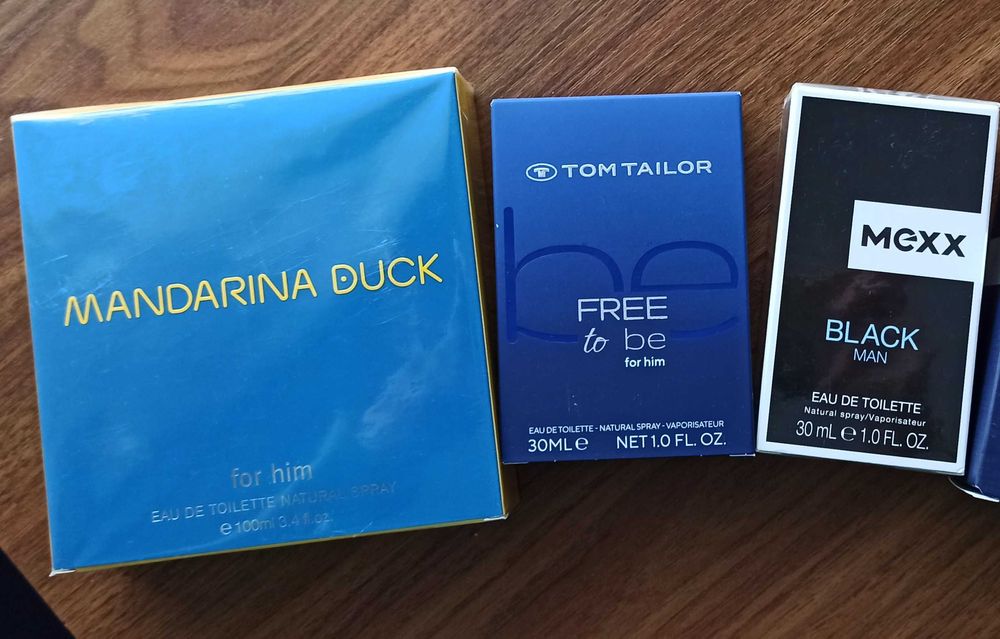 MANDARINA DUCK
for him
EAU DE TOILETTE NATURAL SPRAY
e 100ml 3.4 fl.oz.
TOM TAILOR
be
FREE
to be
for him
EAU DE TOILETTE - NATURAL SPRAY - VAPORISATEUR
30ML e NET 1.0 FL. OZ.
Mexx
BLACK
MAN
EAU DE TOILETTE
Natural spray/Vaporisateur
30 mL e 1.0 FL. OZ.